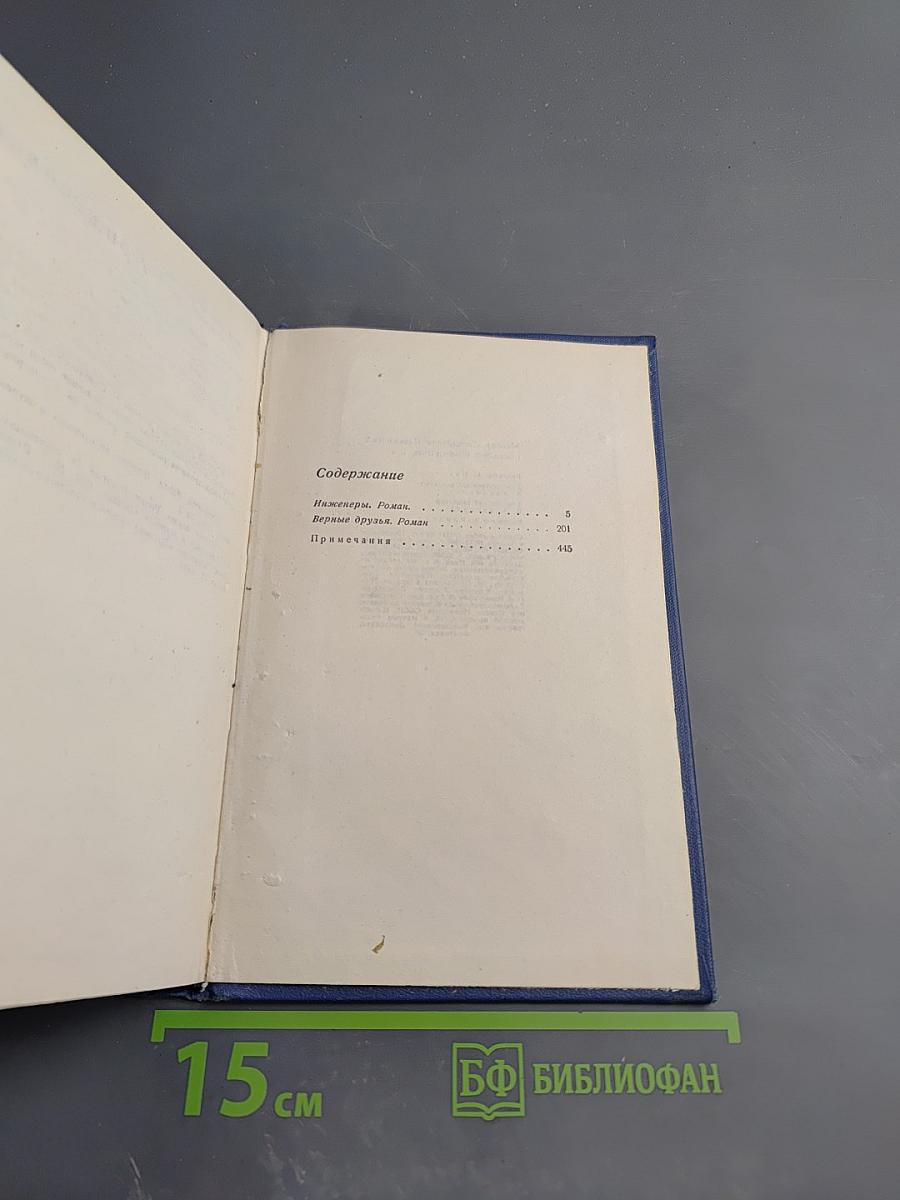 Содержание
Инженеры. Роман. . . . . . . . . . . . . . . 5
Верные друзья. Роман . . . . . . . . . . . . 201
Примечания . . . . . . . . . . . . . . . . 445
15 см
БФ БИБЛИОФАН